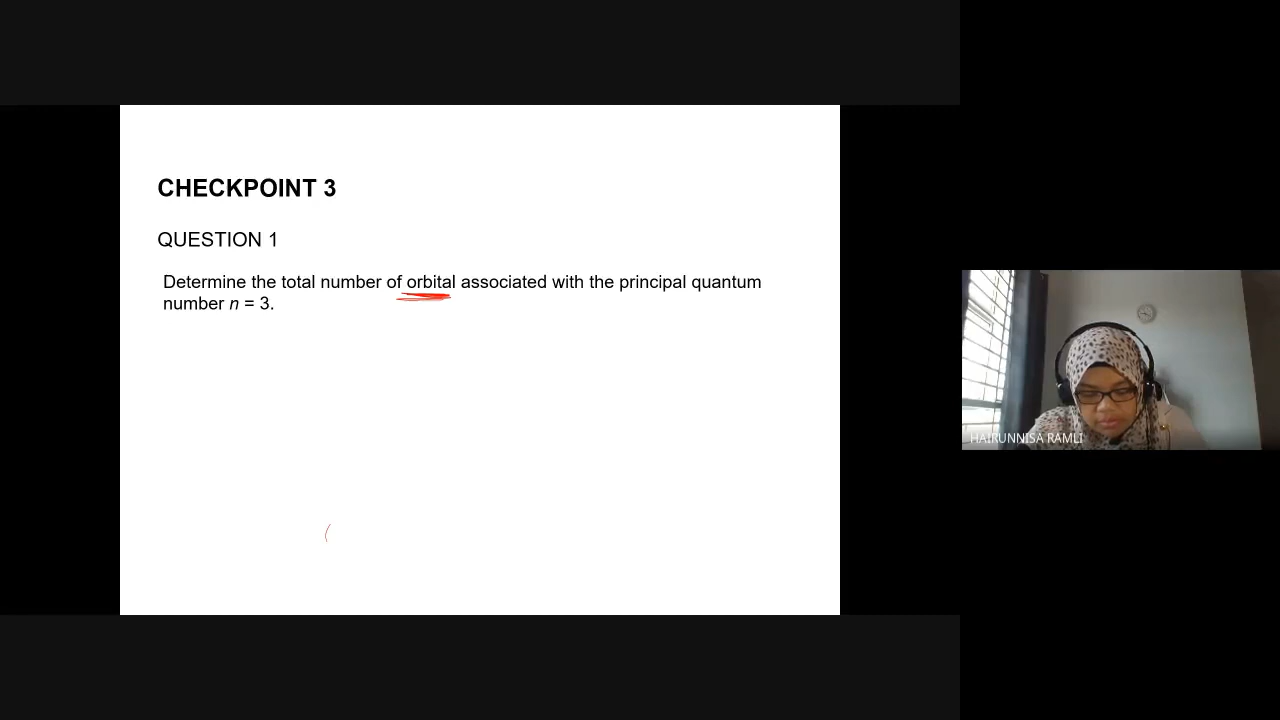 CHECKPOINT 3
QUESTION 1
Determine the total number of orbital associated with the principal quantum
number n = 3.
HAIRUNNISA RAMLI